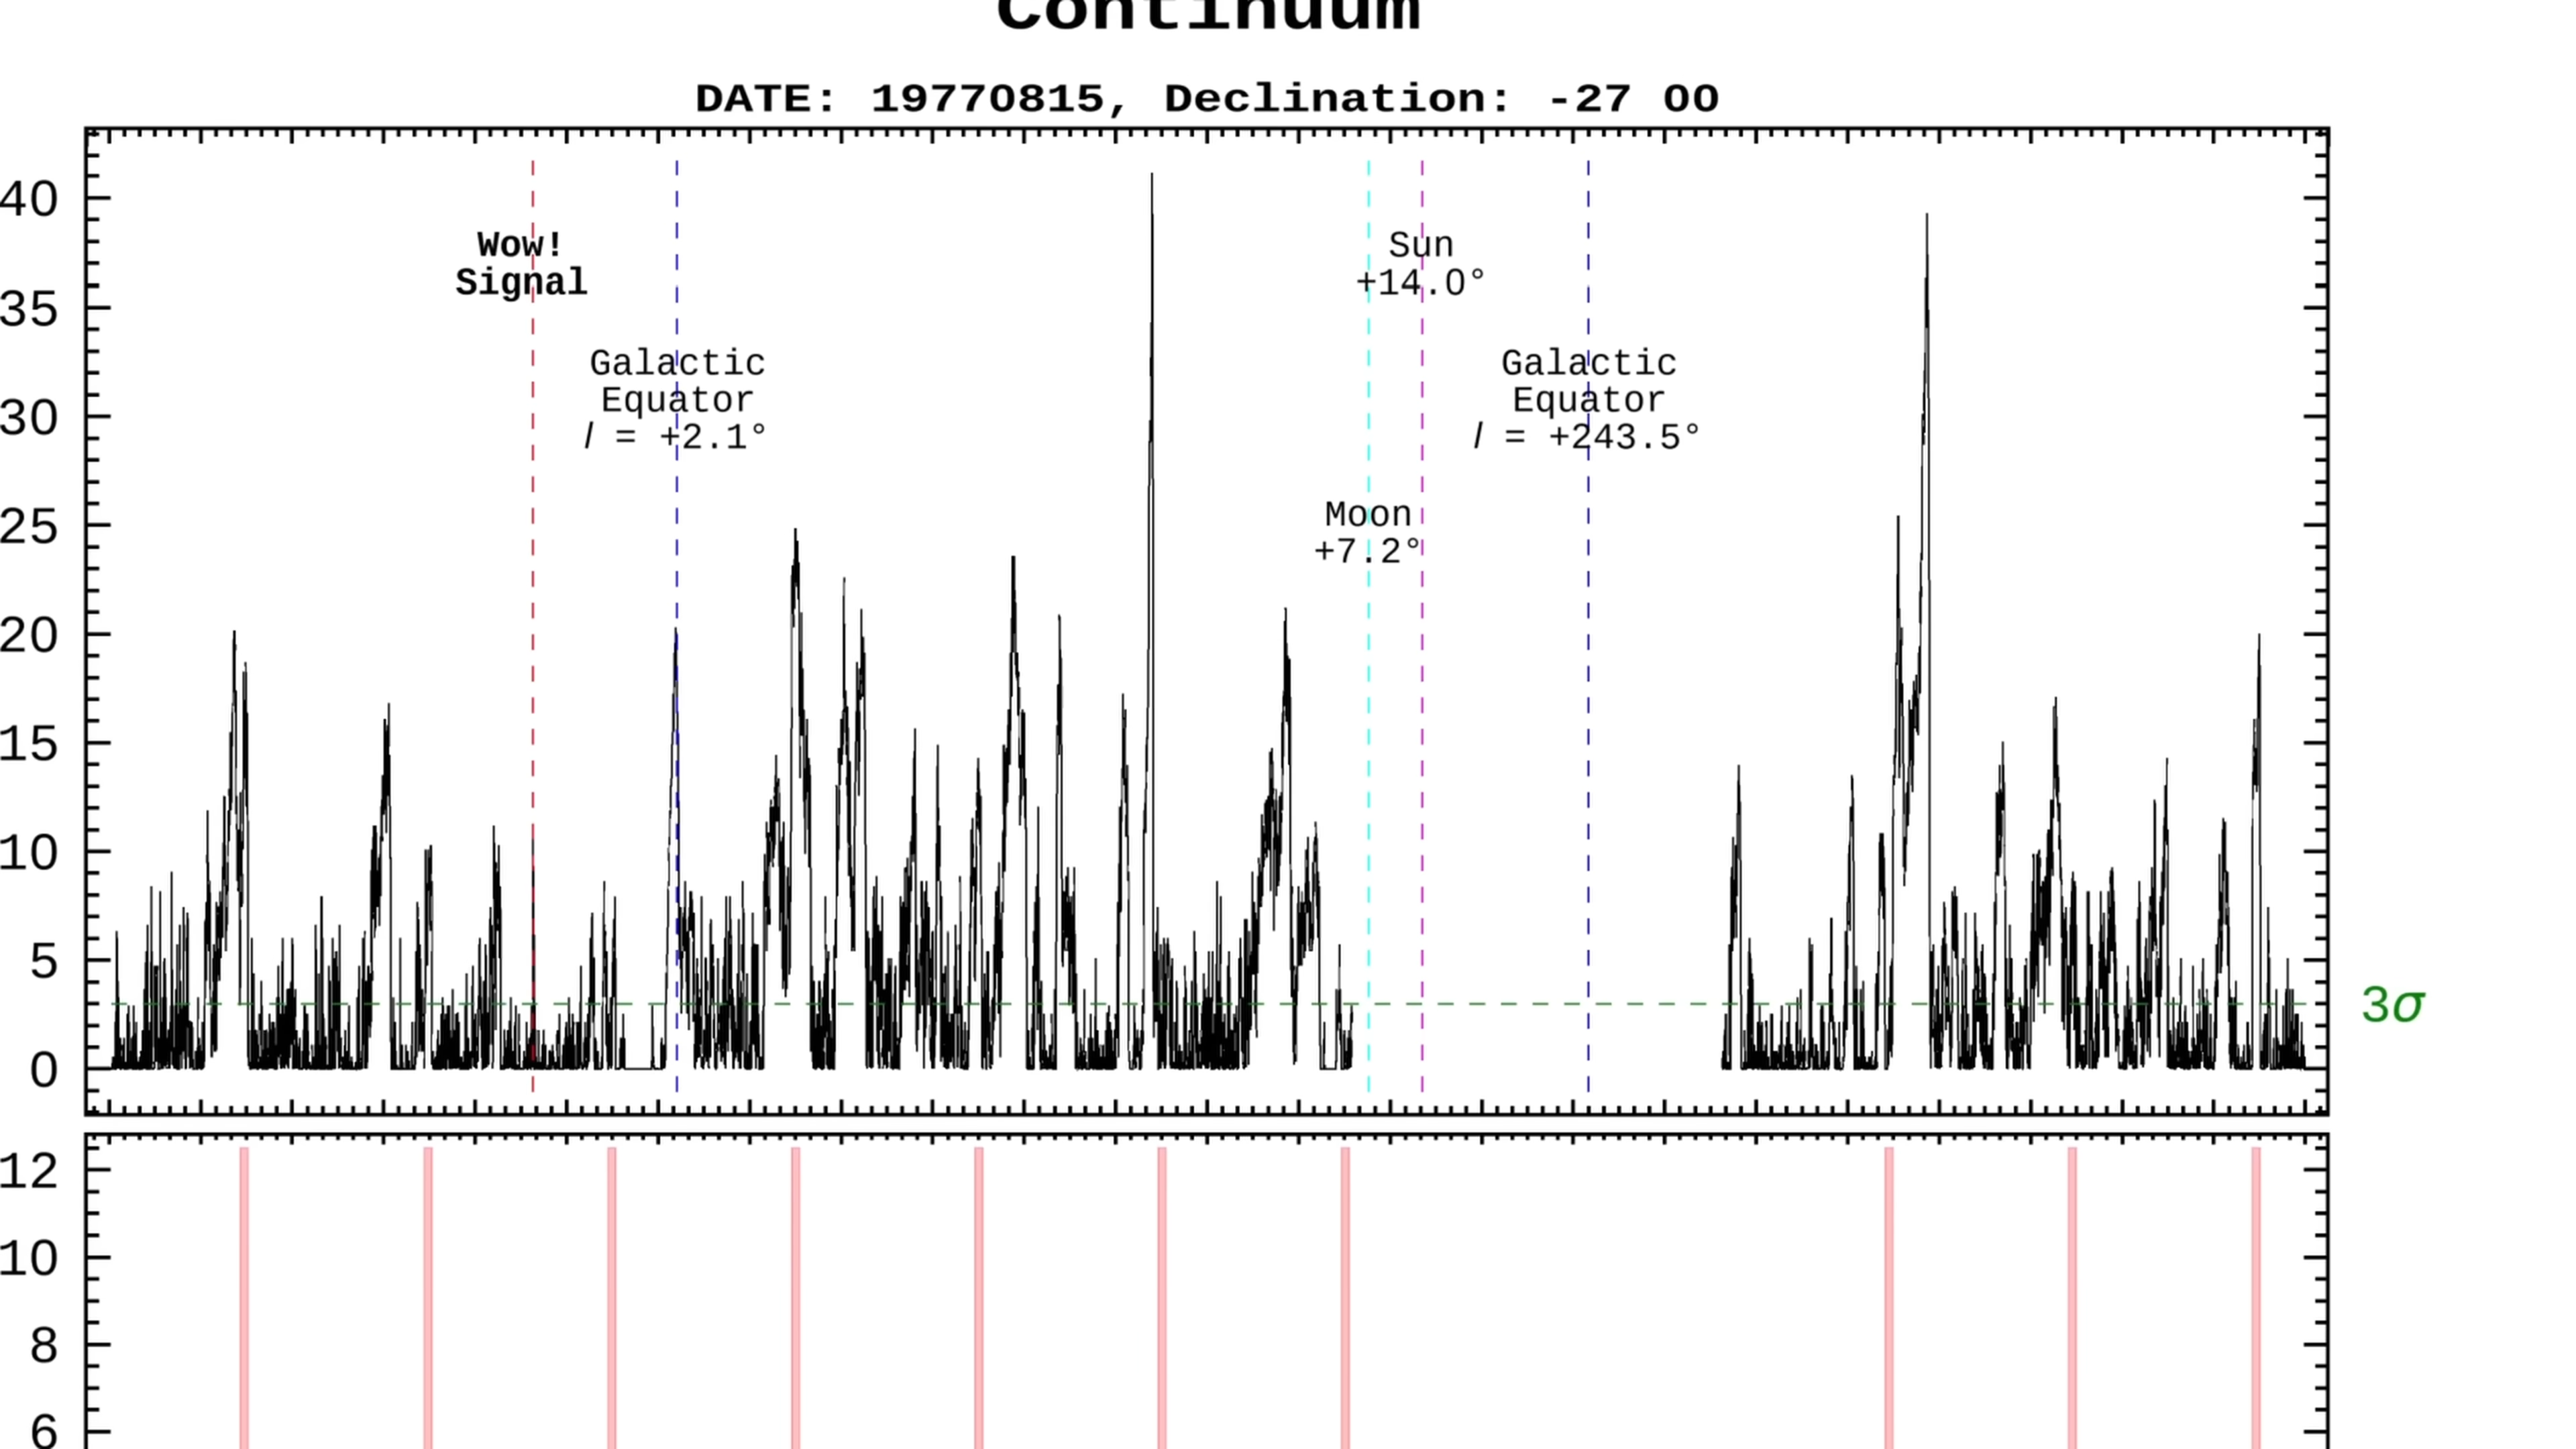 Continuum
DATE: 19770815, Declination: -27 00
40
35
30
25
20
15
10
5
0
Wow!
Signal
Galactic
Equator
l = +2.1°
Sun
+14.0°
Moon
+7.2°
Galactic
Equator
l = +243.5°
3σ
12
10
8
6